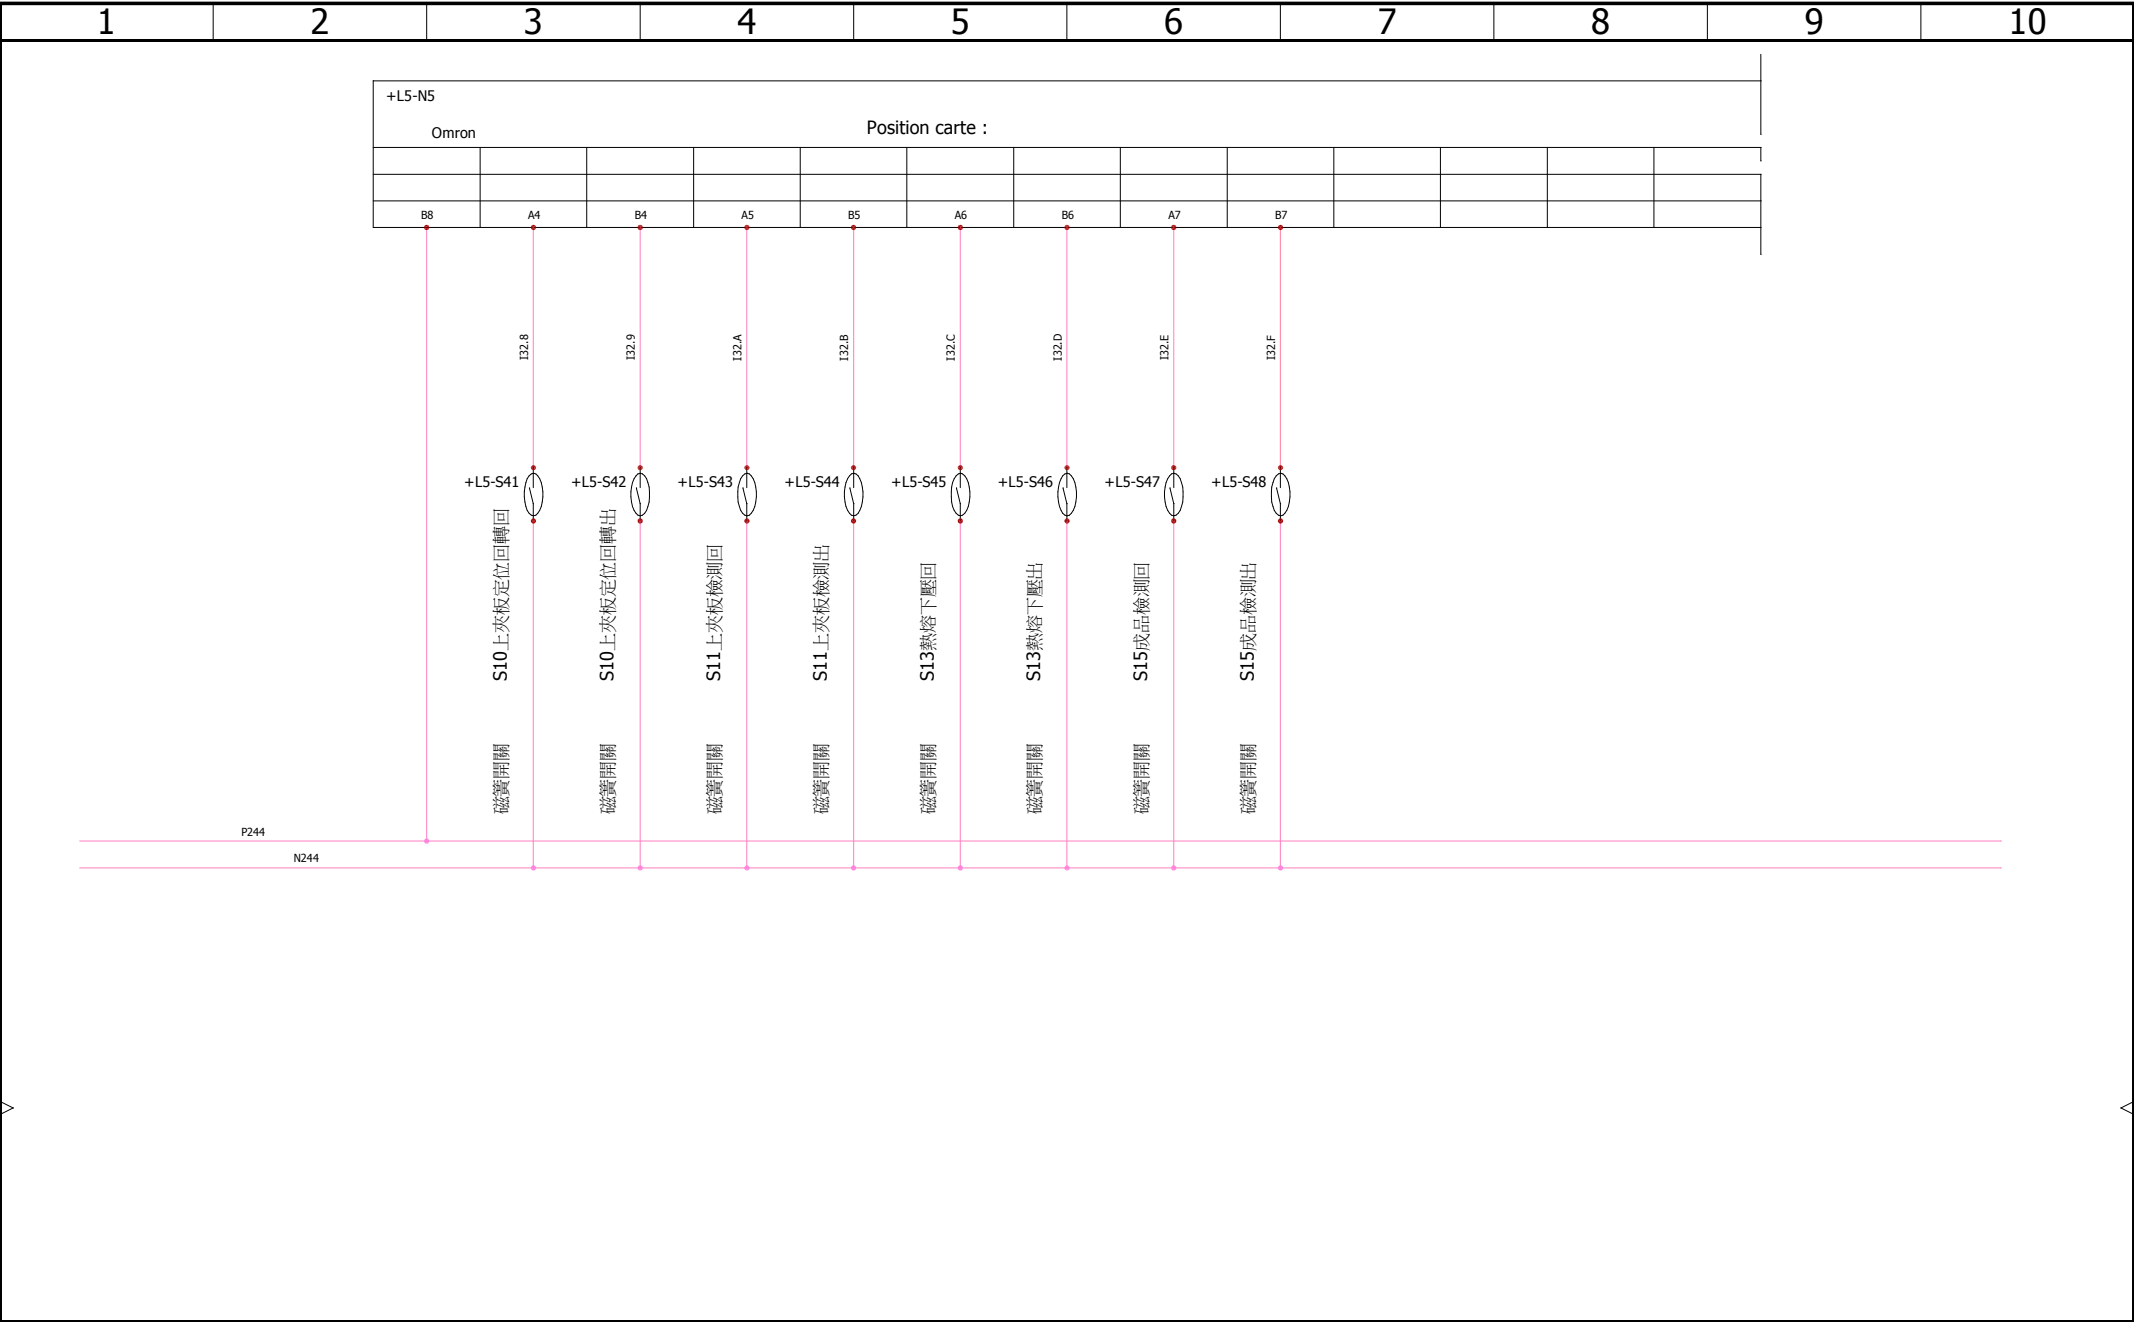 1 2 3 4 5 6 7 8 9 10
+L5-N5
Omron
Position carte :
B8 A4 B4 A5 B5 A6 B6 A7 B7
I32.8 I32.9 I32.A I32.B I32.C I32.D I32.E I32.F
+L5-S41 +L5-S42 +L5-S43 +L5-S44 +L5-S45 +L5-S46 +L5-S47 +L5-S48
S10上夾板定位回轉回
S10上夾板定位回轉出
S11上夾板檢測回
S11上夾板檢測出
S13熱熔下壓回
S13熱熔下壓出
S15成品檢測回
S15成品檢測出
磁簧開關
磁簧開關
磁簧開關
磁簧開關
磁簧開關
磁簧開關
磁簧開關
磁簧開關
P244
N244